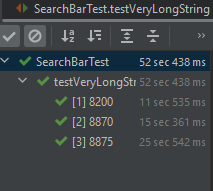 SearchBarTest.testVeryLongString
SearchBarTest 52 sec 438 ms
testVeryLongStr 52 sec 438 ms
[1] 8200 11 sec 535 ms
[2] 8870 15 sec 361 ms
[3] 8875 25 sec 542 ms